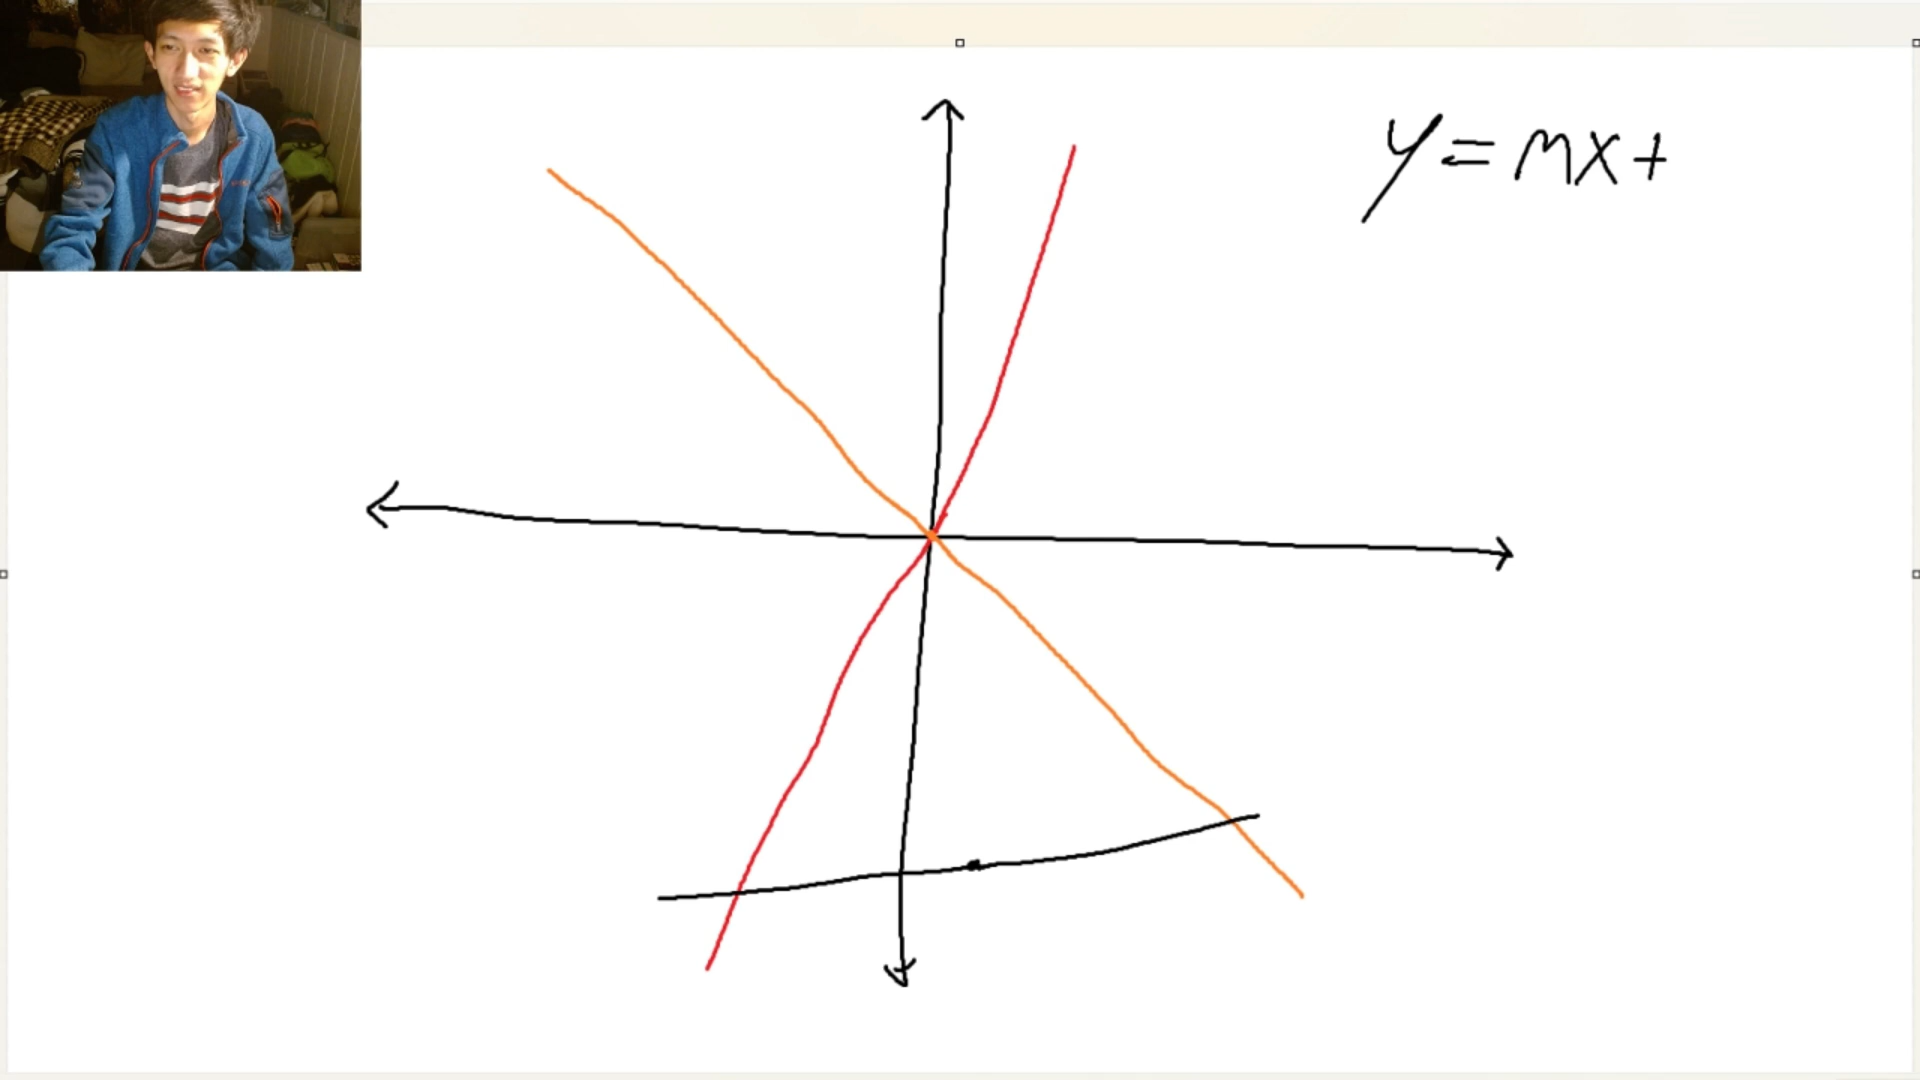 y = mx +